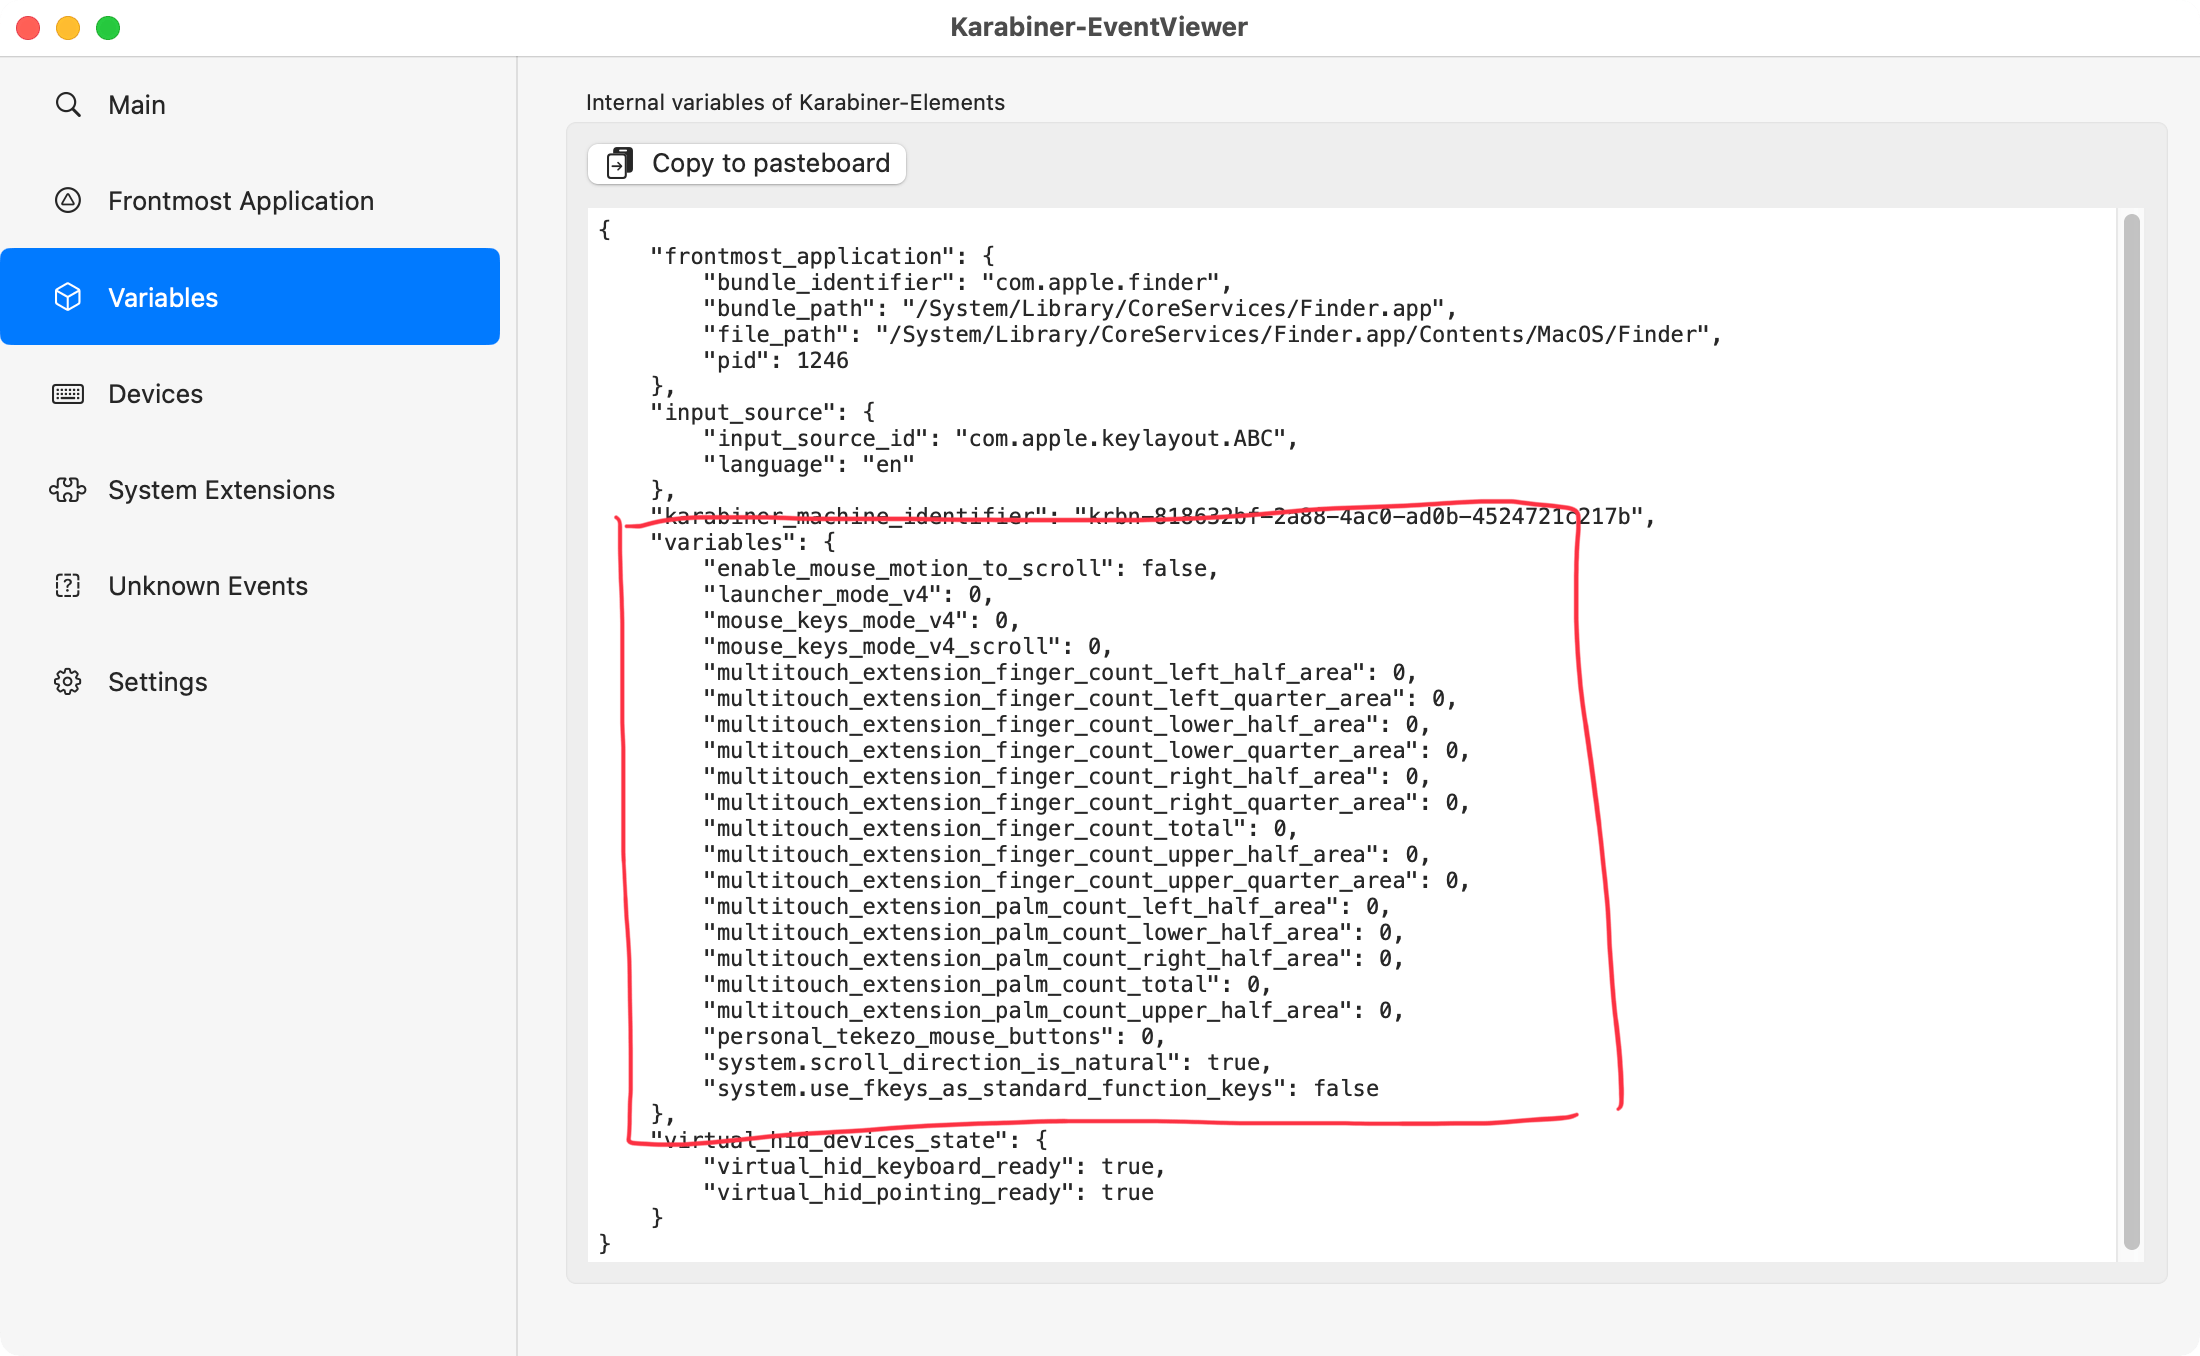 Karabiner-EventViewer
Main
Frontmost Application
Variables
Devices
System Extensions
Unknown Events
Settings
Internal variables of Karabiner-Elements
Copy to pasteboard
{
    "frontmost_application": {
        "bundle_identifier": "com.apple.finder",
        "bundle_path": "/System/Library/CoreServices/Finder.app",
        "file_path": "/System/Library/CoreServices/Finder.app/Contents/MacOS/Finder",
        "pid": 1246
    },
    "input_source": {
        "input_source_id": "com.apple.keylayout.ABC",
        "language": "en"
    },
    "karabiner_machine_identifier": "krbn-818632bf-2a88-4ac0-ad0b-4524721c217b",
    "variables": {
        "enable_mouse_motion_to_scroll": false,
        "launcher_mode_v4": 0,
        "mouse_keys_mode_v4": 0,
        "mouse_keys_mode_v4_scroll": 0,
        "multitouch_extension_finger_count_left_half_area": 0,
        "multitouch_extension_finger_count_left_quarter_area": 0,
        "multitouch_extension_finger_count_lower_half_area": 0,
        "multitouch_extension_finger_count_lower_quarter_area": 0,
        "multitouch_extension_finger_count_right_half_area": 0,
        "multitouch_extension_finger_count_right_quarter_area": 0,
        "multitouch_extension_finger_count_total": 0,
        "multitouch_extension_finger_count_upper_half_area": 0,
        "multitouch_extension_finger_count_upper_quarter_area": 0,
        "multitouch_extension_palm_count_left_half_area": 0,
        "multitouch_extension_palm_count_lower_half_area": 0,
        "multitouch_extension_palm_count_right_half_area": 0,
        "multitouch_extension_palm_count_total": 0,
        "multitouch_extension_palm_count_upper_half_area": 0,
        "personal_tekezo_mouse_buttons": 0,
        "system.scroll_direction_is_natural": true,
        "system.use_fkeys_as_standard_function_keys": false
    },
    "virtual_hid_devices_state": {
        "virtual_hid_keyboard_ready": true,
        "virtual_hid_pointing_ready": true
    }
}